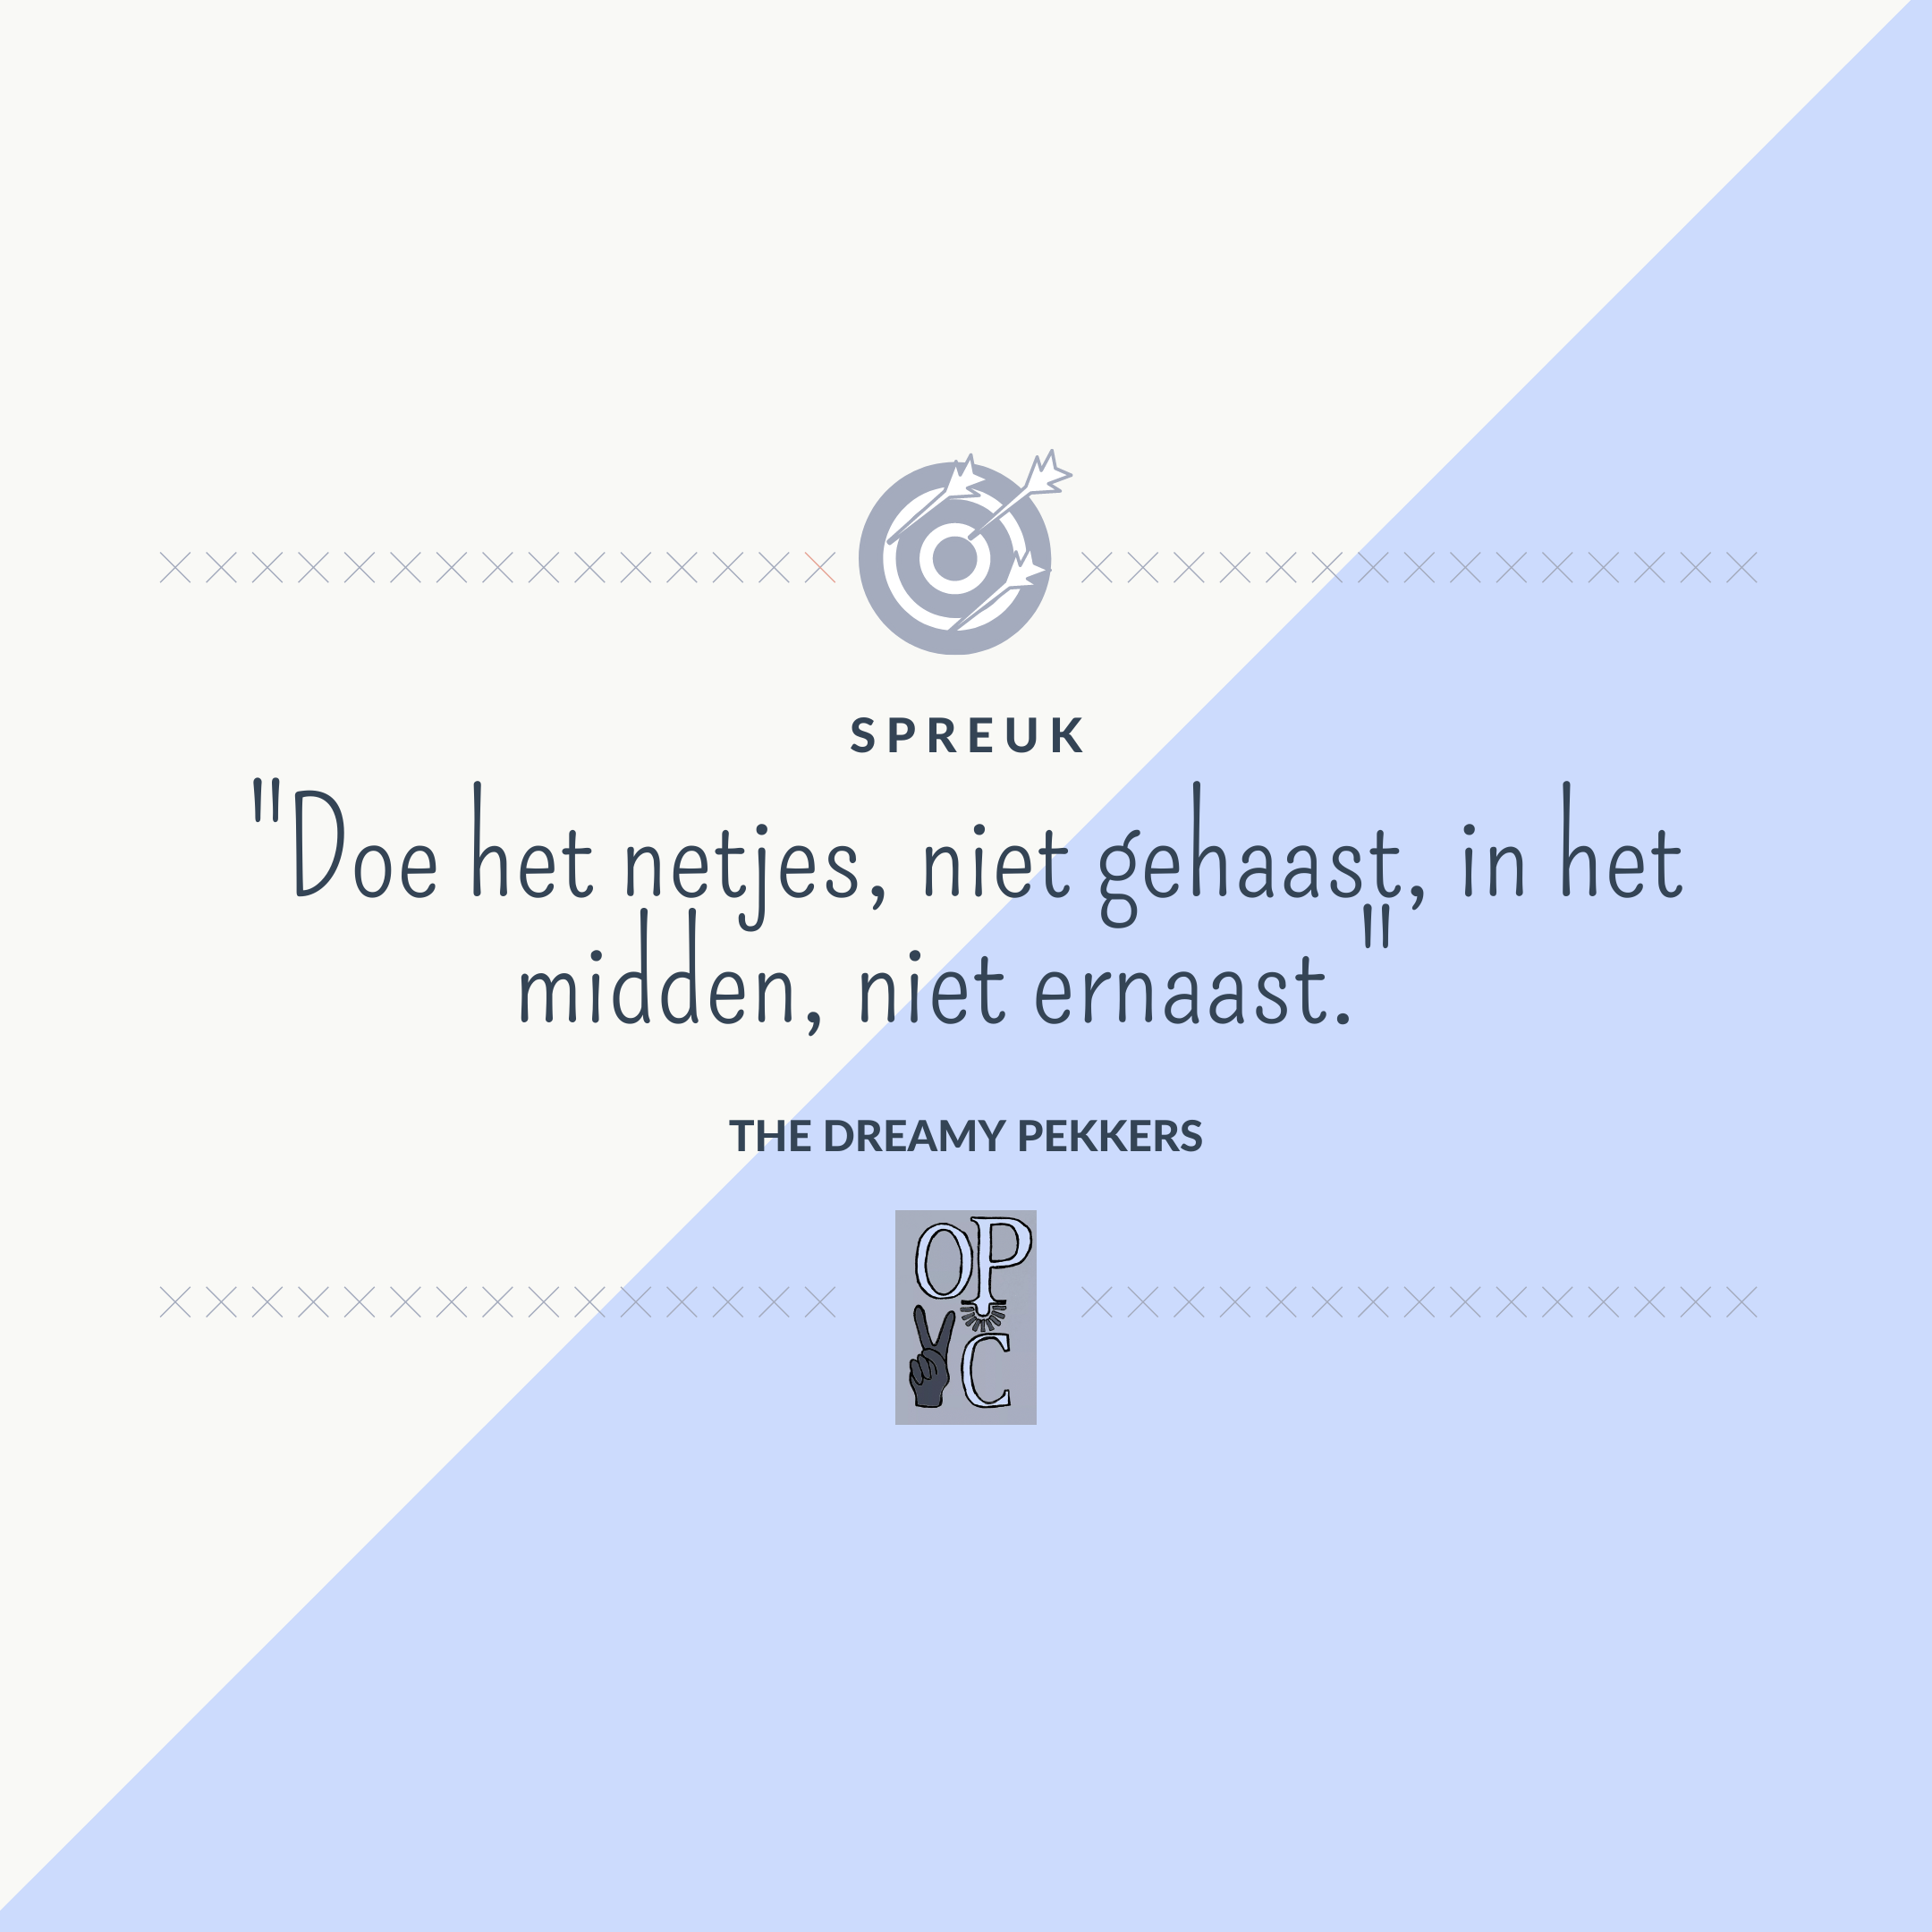 SPREUK
"Doe het netjes, niet gehaast, in het
midden, niet ernaast."
THE DREAMY PEKKERS
OP
C